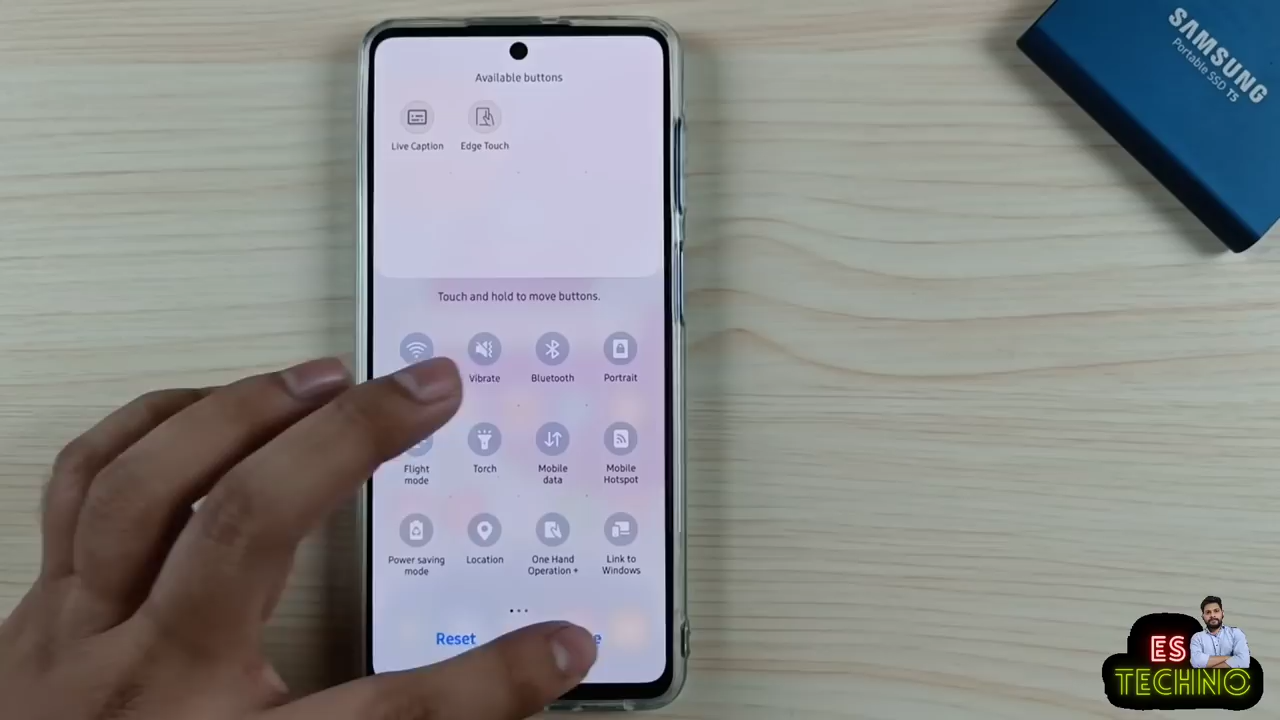 SAMSUNG
Portable SSD T5
Available buttons
Live Caption
Edge Touch
Touch and hold to move buttons.
Vibrate
Bluetooth
Portrait
Flight
mode
Torch
Mobile
data
Mobile
Hotspot
Power saving
mode
Location
One Hand
Operation +
Link to
Windows
Reset
ES
TECHNO